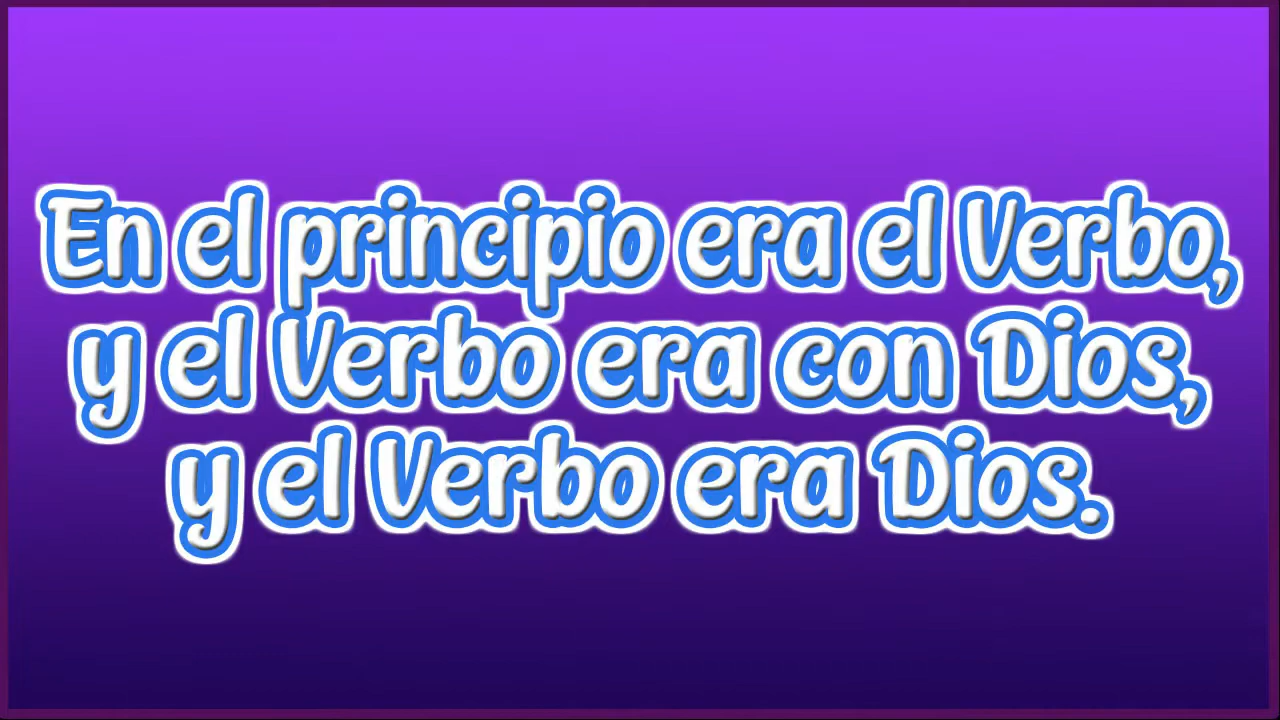 En el principio era el Verbo,
y el Verbo era con Dios,
y el Verbo era Dios.